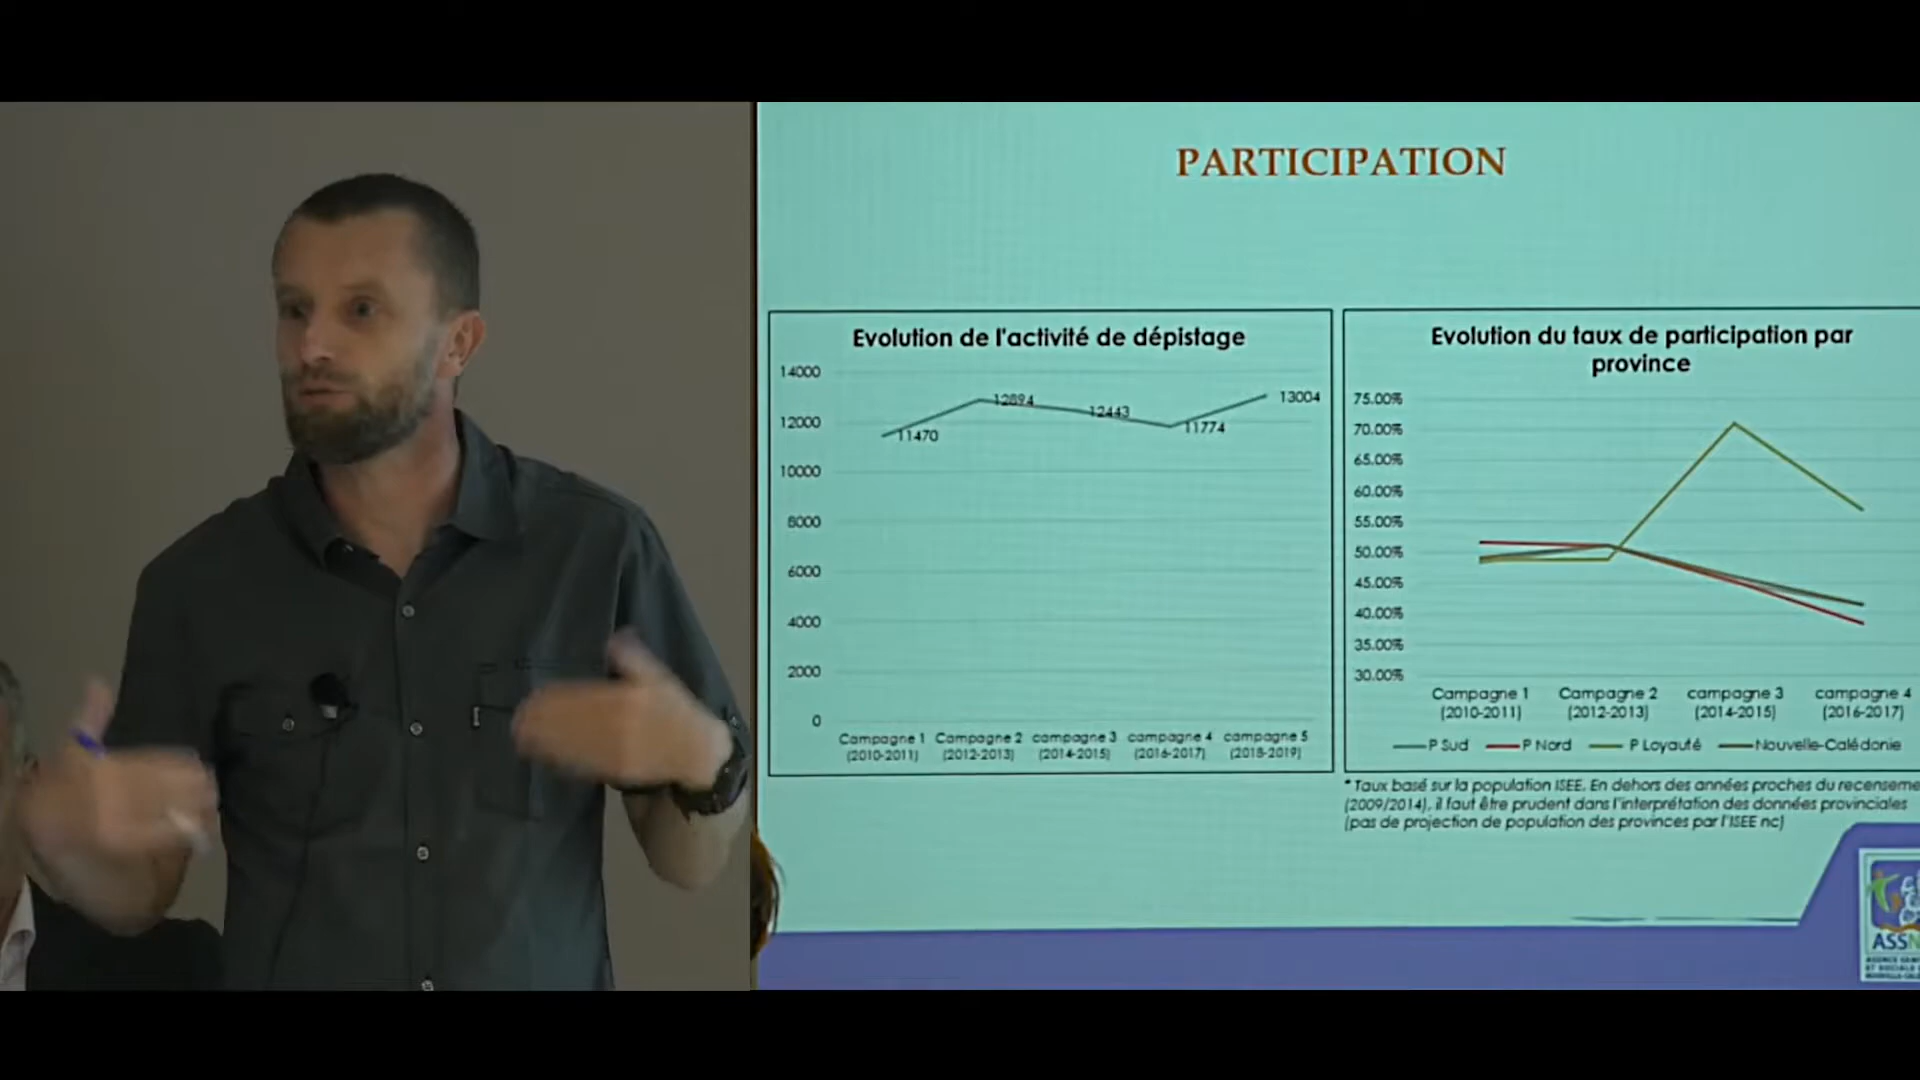 PARTICIPATION
Evolution de l'activité de dépistage
14000
12000
10000
8000
6000
4000
2000
0
11470
12894
12443
11774
13004
Campagne 1
(2010-2011)
Campagne 2
(2012-2013)
campagne 3
(2014-2015)
campagne 4
(2016-2017)
campagne 5
(2018-2019)
Evolution du taux de participation par
province
75.00%
70.00%
65.00%
60.00%
55.00%
50.00%
45.00%
40.00%
35.00%
30.00%
Campagne 1
(2010-2011)
Campagne 2
(2012-2013)
campagne 3
(2014-2015)
campagne 4
(2016-2017)
P Sud
P Nord
P Loyauté
Nouvelle-Calédonie
* Taux basé sur la population ISEE. En dehors des années proches du recenseme
(2009/2014), il faut être prudent dans l'interprétation des données provinciales
(pas de projection de population des provinces par l'ISEE nc)
ASSN